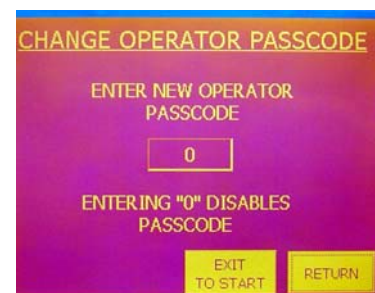 CHANGE OPERATOR PASSCODE
ENTER NEW OPERATOR
PASSCODE
0
ENTERING "0" DISABLES
PASSCODE
EXIT
TO START
RETURN